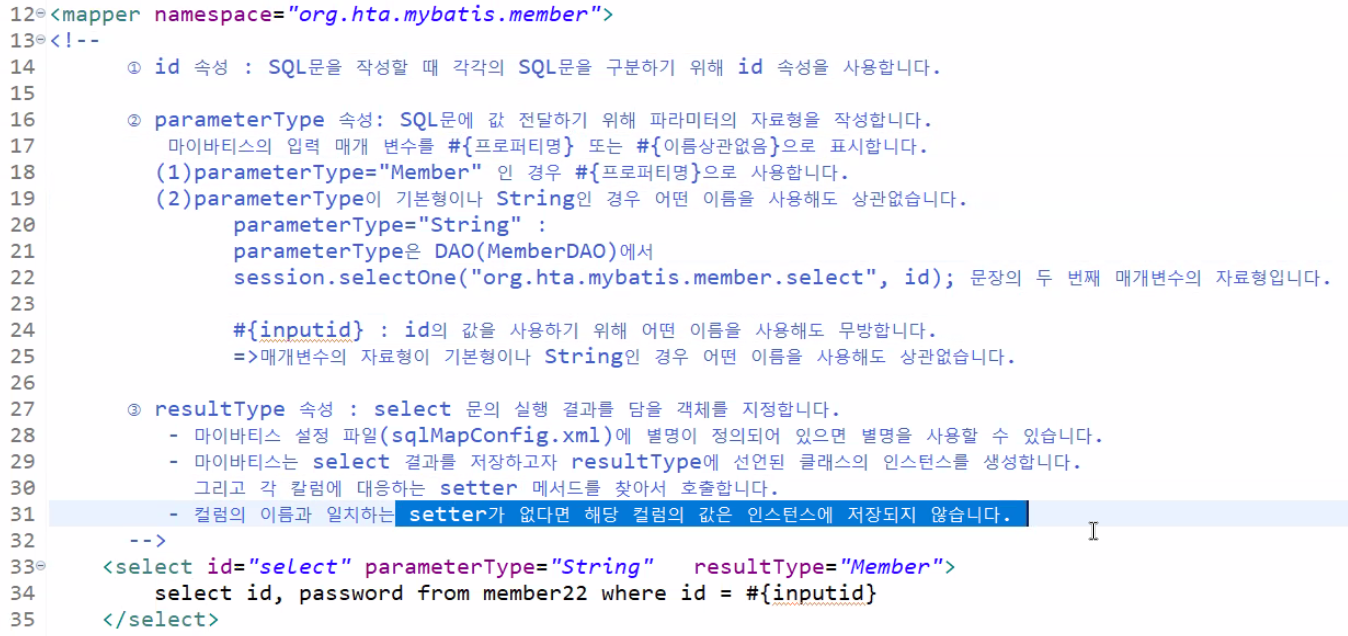 12 <mapper namespace="org.hta.mybatis.member">
13 <!--
14 ① id 속성 : SQL문을 작성할 때 각각의 SQL문을 구분하기 위해 id 속성을 사용합니다.
15
16 ② parameterType 속성: SQL문에 값 전달하기 위해 파라미터의 자료형을 작성합니다.
17 마이바티스의 입력 매개 변수를 #{프로퍼티명} 또는 #{이름상관없음}으로 표시합니다.
18 (1)parameterType="Member" 인 경우 #{프로퍼티명}으로 사용합니다.
19 (2)parameterType이 기본형이나 String인 경우 어떤 이름을 사용해도 상관없습니다.
20 parameterType="String" :
21 parameterType은 DAO(MemberDAO)에서
22 session.selectOne("org.hta.mybatis.member.select", id); 문장의 두 번째 매개변수의 자료형입니다.
23
24 #{inputid} : id의 값을 사용하기 위해 어떤 이름을 사용해도 무방합니다.
25 =>매개변수의 자료형이 기본형이나 String인 경우 어떤 이름을 사용해도 상관없습니다.
26
27 ③ resultType 속성 : select 문의 실행 결과를 담을 객체를 지정합니다.
28 - 마이바티스 설정 파일(sqlMapConfig.xml)에 별명이 정의되어 있으면 별명을 사용할 수 있습니다.
29 - 마이바티스는 select 결과를 저장하고자 resultType에 선언된 클래스의 인스턴스를 생성합니다.
30 그리고 각 칼럼에 대응하는 setter 메서드를 찾아서 호출합니다.
31 - 컬럼의 이름과 일치하는 setter가 없다면 해당 컬럼의 값은 인스턴스에 저장되지 않습니다.
32 -->
33 <select id="select" parameterType="String" resultType="Member">
34 select id, password from member22 where id = #{inputid}
35 </select>